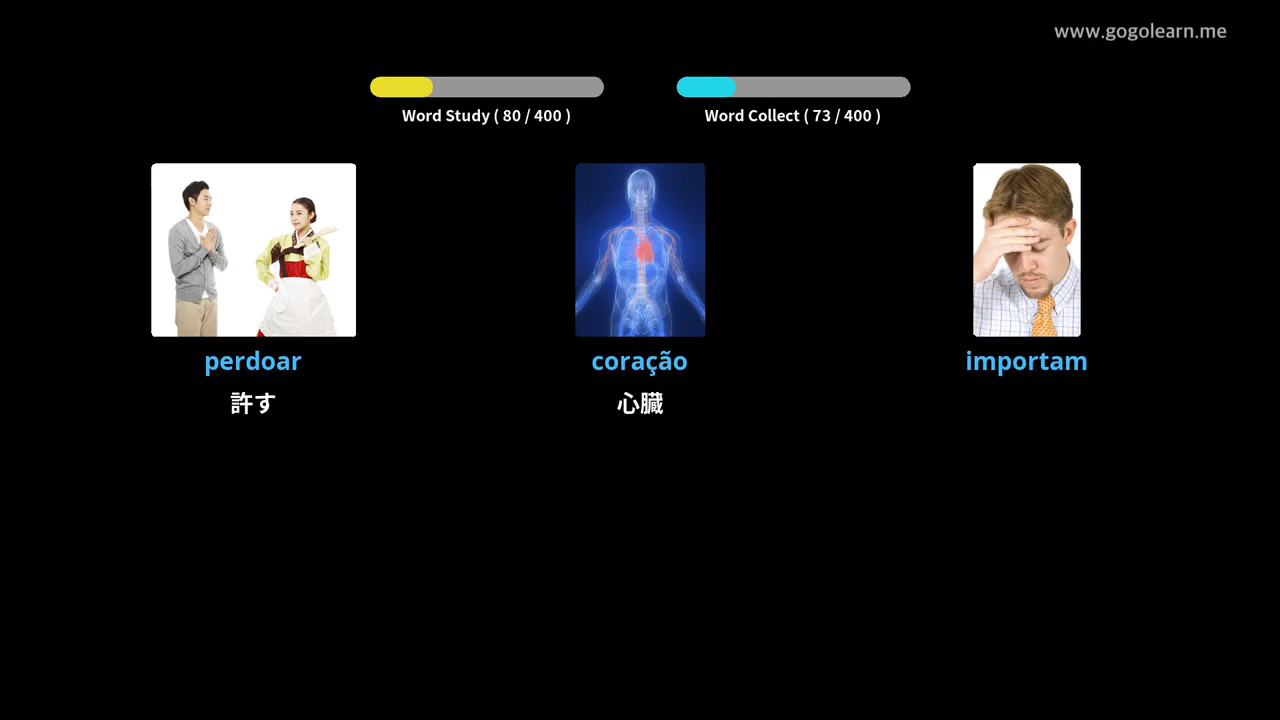 www.gogolearn.me
Word Study ( 80 / 400 )
Word Collect ( 73 / 400 )
perdoar
許す
coração
心臓
importam